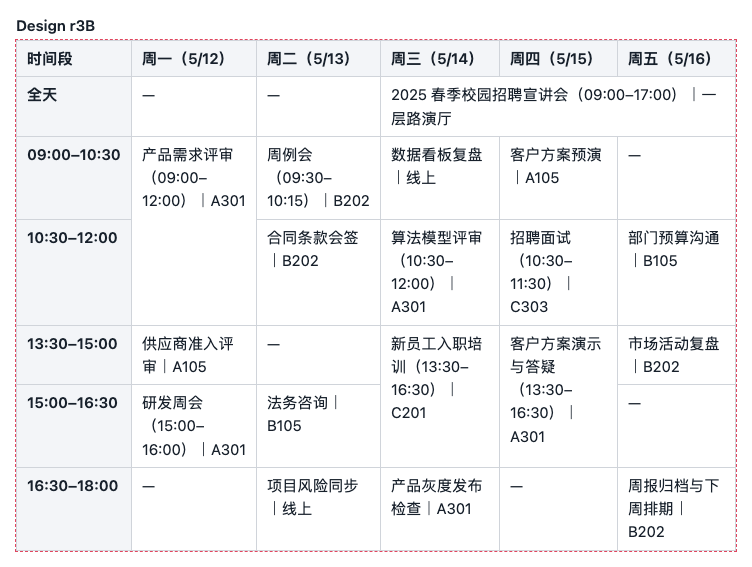 Design r3B
时间段 周一（5/12） 周二（5/13） 周三（5/14） 周四（5/15） 周五（5/16）
全天 — — 2025 春季校园招聘宣讲会（09:00–17:00）｜一
层路演厅
09:00–10:30 产品需求评审 周例会 数据看板复盘 客户方案预演 —
（09:00– （09:30– ｜线上 ｜A105
12:00）｜A301 10:15）｜B202
10:30–12:00 合同条款会签 算法模型评审 招聘面试 部门预算沟通
｜B202 （10:30– （10:30– ｜B105
12:00）｜ 11:30）｜
A301 C303
13:30–15:00 供应商准入评 — 新员工入职培 客户方案演示 市场活动复盘
审｜A105 训（13:30– 与答疑 ｜B202
16:30）｜ （13:30–
C201 16:30）｜
A301
15:00–16:30 研发周会 法务咨询｜ —
（15:00– B105
16:00）｜A301
16:30–18:00 — 项目风险同步 产品灰度发布 — 周报归档与下
｜线上 检查｜A301 周排期｜
B202